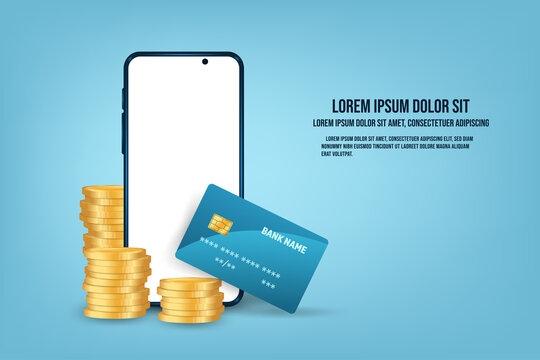 LOREM IPSUM DOLOR SIT
LOREM IPSUM DOLOR SIT AMET, CONSECTETUER ADIPISCING
LOREM IPSUM DOLOR SIT AMET, CONSECTETUER
ADIPISCING ELIT, SED DIAM NONUMMY NIBH EUISMOD
TINCIDUNT UT LAOREET DOLORE MAGNA ALIQUAM
ERAT VOLUTPAT.
BANK NAME
**** **** **** ****
**/**
***